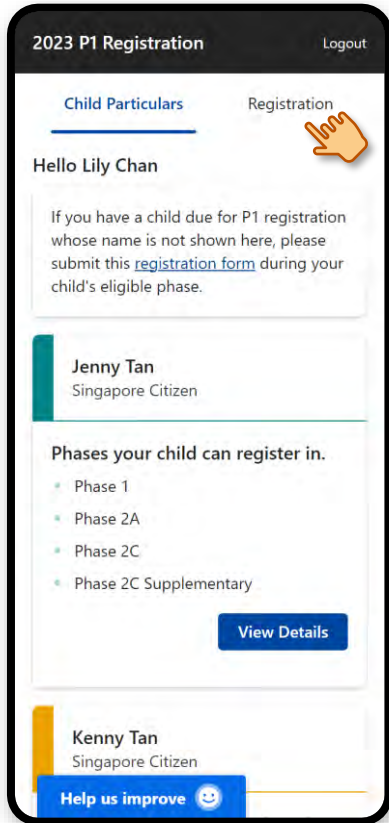 2023 P1 Registration
Logout
Child Particulars
Registration
Hello Lily Chan
If you have a child due for P1 registration
whose name is not shown here, please
submit this registration form during your
child's eligible phase.
Jenny Tan
Singapore Citizen
Phases your child can register in.
Phase 1
Phase 2A
Phase 2C
Phase 2C Supplementary
View Details
Kenny Tan
Singapore Citizen
Help us improve